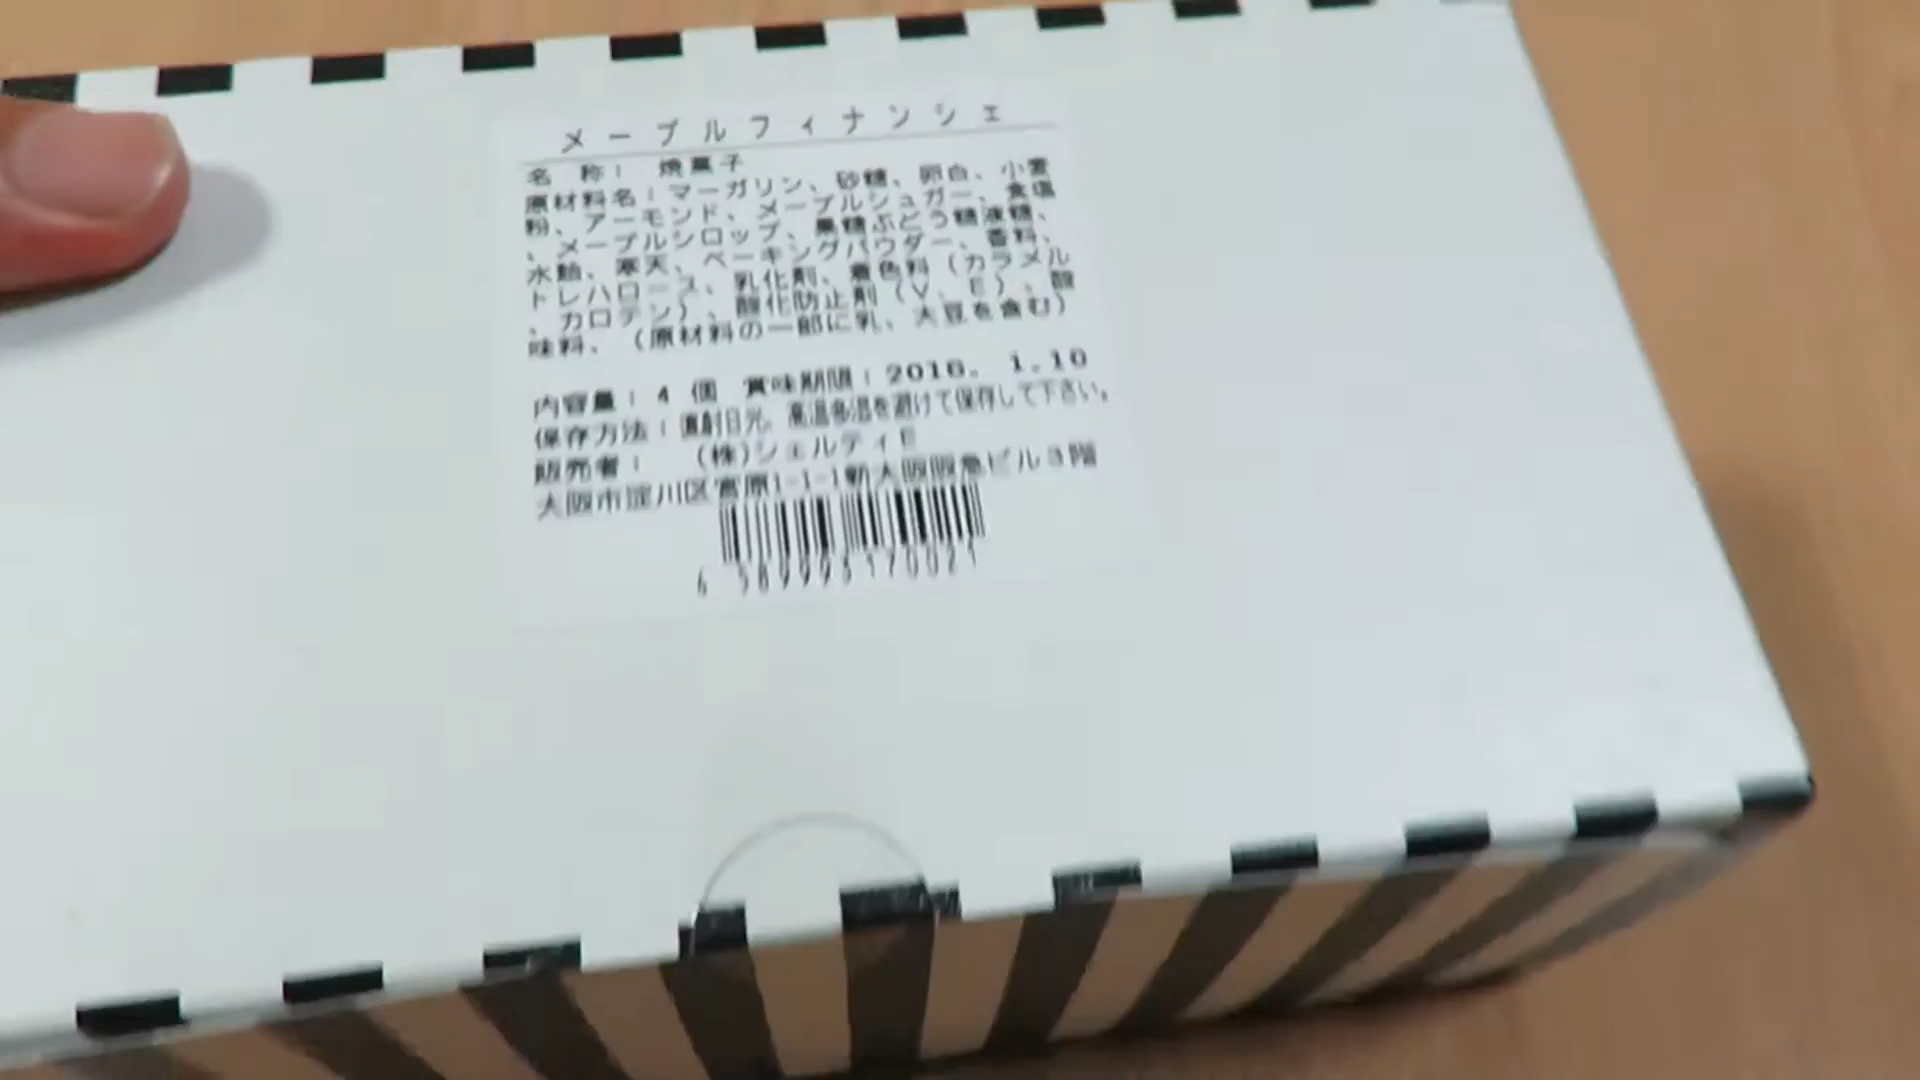 メープルフィナンシェ
名 称: 焼菓子
原材料名:マーガリン、砂糖、卵白、小麦
粉、アーモンド、メープルシュガー、食塩
、メープルシロップ、黒糖ぶどう糖液糖、
水飴、寒天、ベーキングパウダー、香料、
トレハロース、乳化剤、着色料(カラメル
、カロテン)、酸化防止剤(V.E)、酸
味料、(原材料の一部に乳、大豆を含む)
内容量: 4 個 賞味期限:2016. 1.10
保存方法:直射日光、高温多湿を避けて保存して下さい。
販売者: (株)シェルティE
大阪市淀川区宮原1-1-1新大阪阪急ビル3階